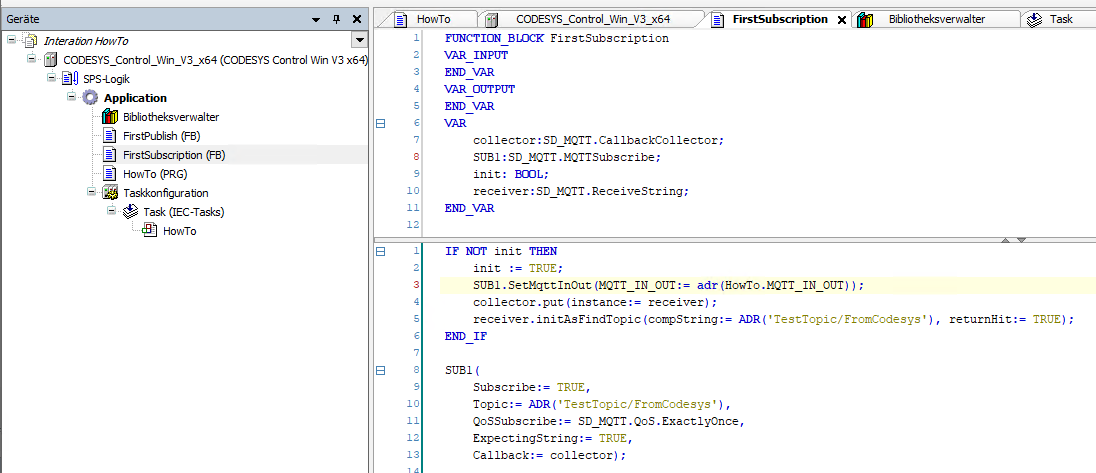 Geräte
Interation HowTo
CODESYS_Control_Win_V3_x64 (CODESYS Control Win V3 x64)
SPS-Logik
Application
Bibliotheksverwalter
FirstPublish (FB)
FirstSubscription (FB)
HowTo (PRG)
Taskkonfiguration
Task (IEC-Tasks)
HowTo
HowTo CODESYS_Control_Win_V3_x64 FirstSubscription Bibliotheksverwalter Task
1 FUNCTION_BLOCK FirstSubscription
2 VAR_INPUT
3 END_VAR
4 VAR_OUTPUT
5 END_VAR
6 VAR
7 collector:SD_MQTT.CallbackCollector;
8 SUB1:SD_MQTT.MQTTSubscribe;
9 init: BOOL;
10 receiver:SD_MQTT.ReceiveString;
11 END_VAR
12
1 IF NOT init THEN
2 init := TRUE;
3 SUB1.SetMqttInOut(MQTT_IN_OUT:= adr(HowTo.MQTT_IN_OUT));
4 collector.put(instance:= receiver);
5 receiver.initAsFindTopic(compString:= ADR('TestTopic/FromCodesys'), returnHit:= TRUE);
6 END_IF
7
8 SUB1(
9 Subscribe:= TRUE,
10 Topic:= ADR('TestTopic/FromCodesys'),
11 QoSSubscribe:= SD_MQTT.QoS.ExactlyOnce,
12 ExpectingString:= TRUE,
13 Callback:= collector);
14